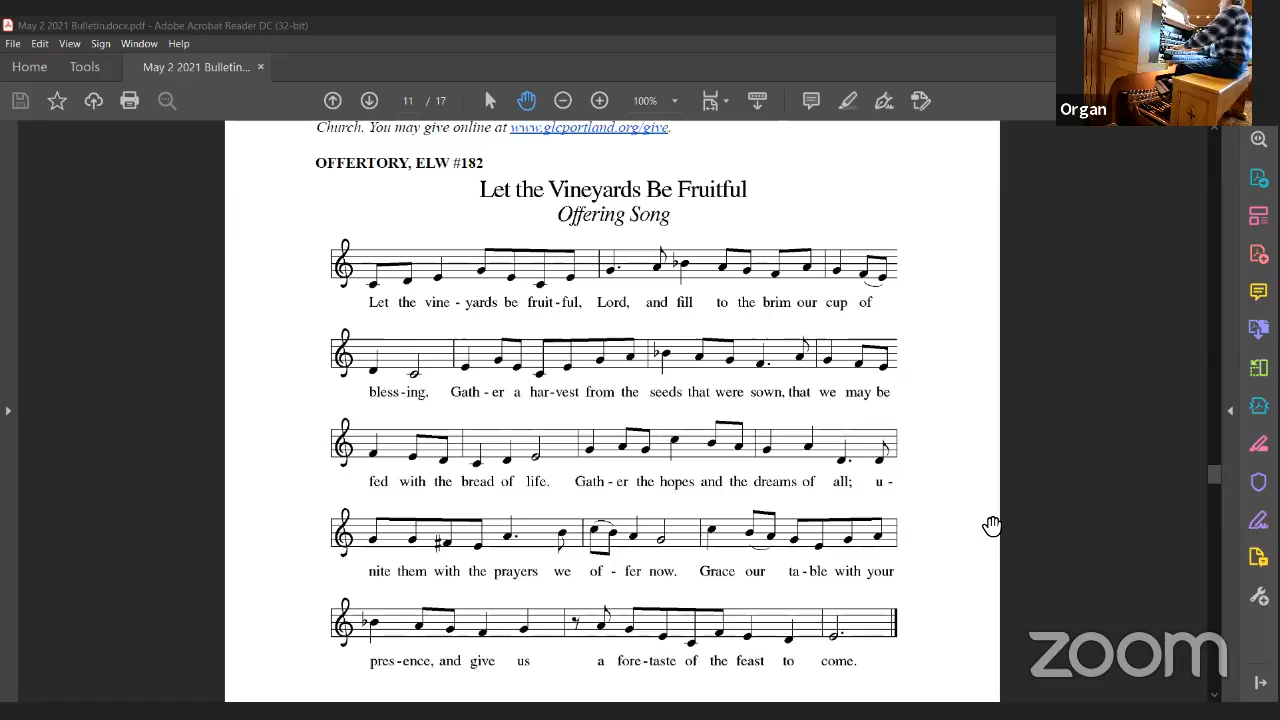 May 2 2021 Bulletin.docx.pdf - Adobe Acrobat Reader DC (32-bit)
File Edit View Sign Window Help
Home Tools May 2 2021 Bulletin... ×
11 / 17 100%
Organ
Church. You may give online at www.glcportland.org/give.
OFFERTORY, ELW #182
Let the Vineyards Be Fruitful
Offering Song
Let the vine - yards be fruit - ful, Lord, and fill to the brim our cup of
bless - ing. Gath - er a har - vest from the seeds that were sown, that we may be
fed with the bread of life. Gath - er the hopes and the dreams of all; u -
nite them with the prayers we of - fer now. Grace our ta - ble with your
pres - ence, and give us a fore - taste of the feast to come.
zoom